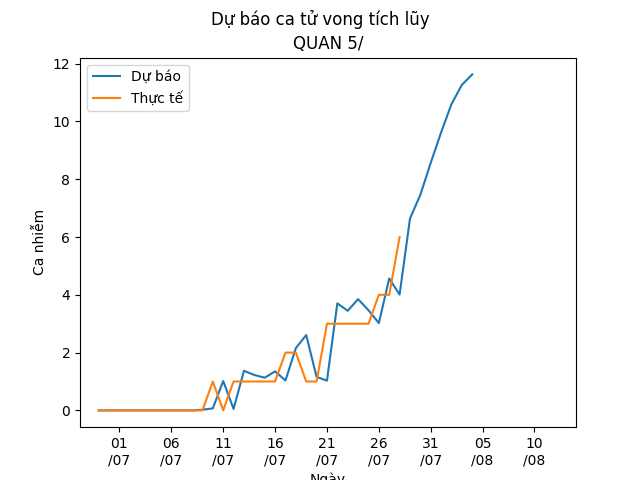 Dự báo ca tử vong tích lũy
QUAN 5/
Dự báo
Thực tế
Ca nhiễm
12
10
8
6
4
2
0
01 06 11 16 21 26 31 05 10
/07 /07 /07 /07 /07 /07 /07 /08 /08
Ngày